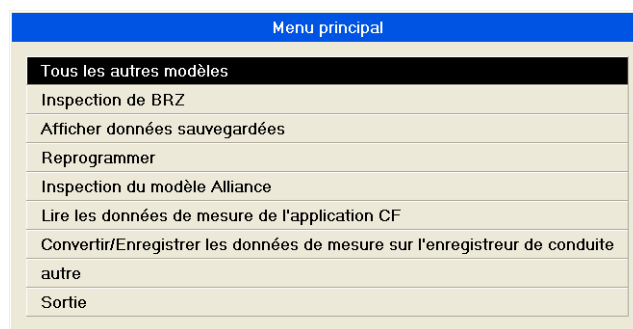 Menu principal
Tous les autres modèles
Inspection de BRZ
Afficher données sauvegardées
Reprogrammer
Inspection du modèle Alliance
Lire les données de mesure de l'application CF
Convertir/Enregistrer les données de mesure sur l'enregistreur de conduite
autre
Sortie